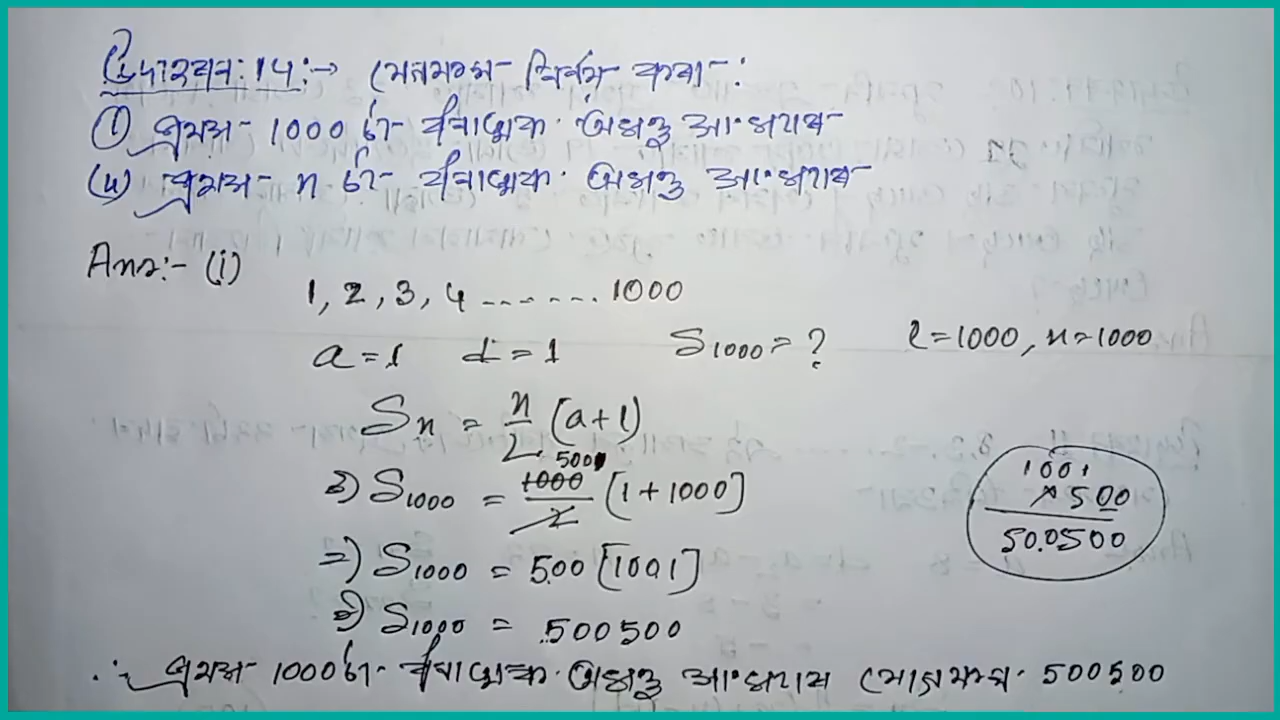 উদাহৰণ: 14:→ যোগফল নিৰ্ণয় কৰা:
(i) প্ৰথম 1000 টা ধনাত্মক অখণ্ড সংখ্যাৰ
(ii) প্ৰথম n টা ধনাত্মক অখণ্ড সংখ্যাৰ
Ans:- (i)
1, 2, 3, 4 ------- 1000
a = 1 d = 1 S1000 = ? l = 1000, n = 1000
Sn = n/2 (a + l)
⇒) S1000 = 1000/2 [1 + 1000] 500
1001
× 500
500500
⇒) S1000 = 500 [1001]
⇒) S1000 = 500500
∴ প্ৰথম 1000 টা ধনাত্মক অখণ্ড সংখ্যাৰ যোগফল 500500